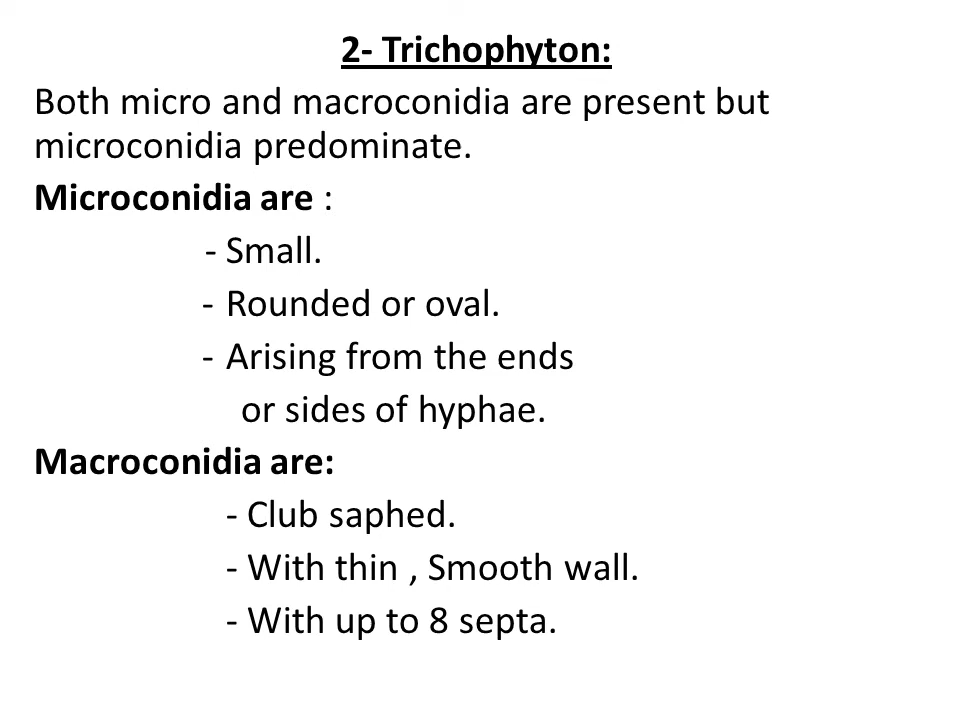 2- Trichophyton:
Both micro and macroconidia are present but
microconidia predominate.
Microconidia are :
- Small.
- Rounded or oval.
- Arising from the ends
or sides of hyphae.
Macroconidia are:
- Club saphed.
- With thin , Smooth wall.
- With up to 8 septa.